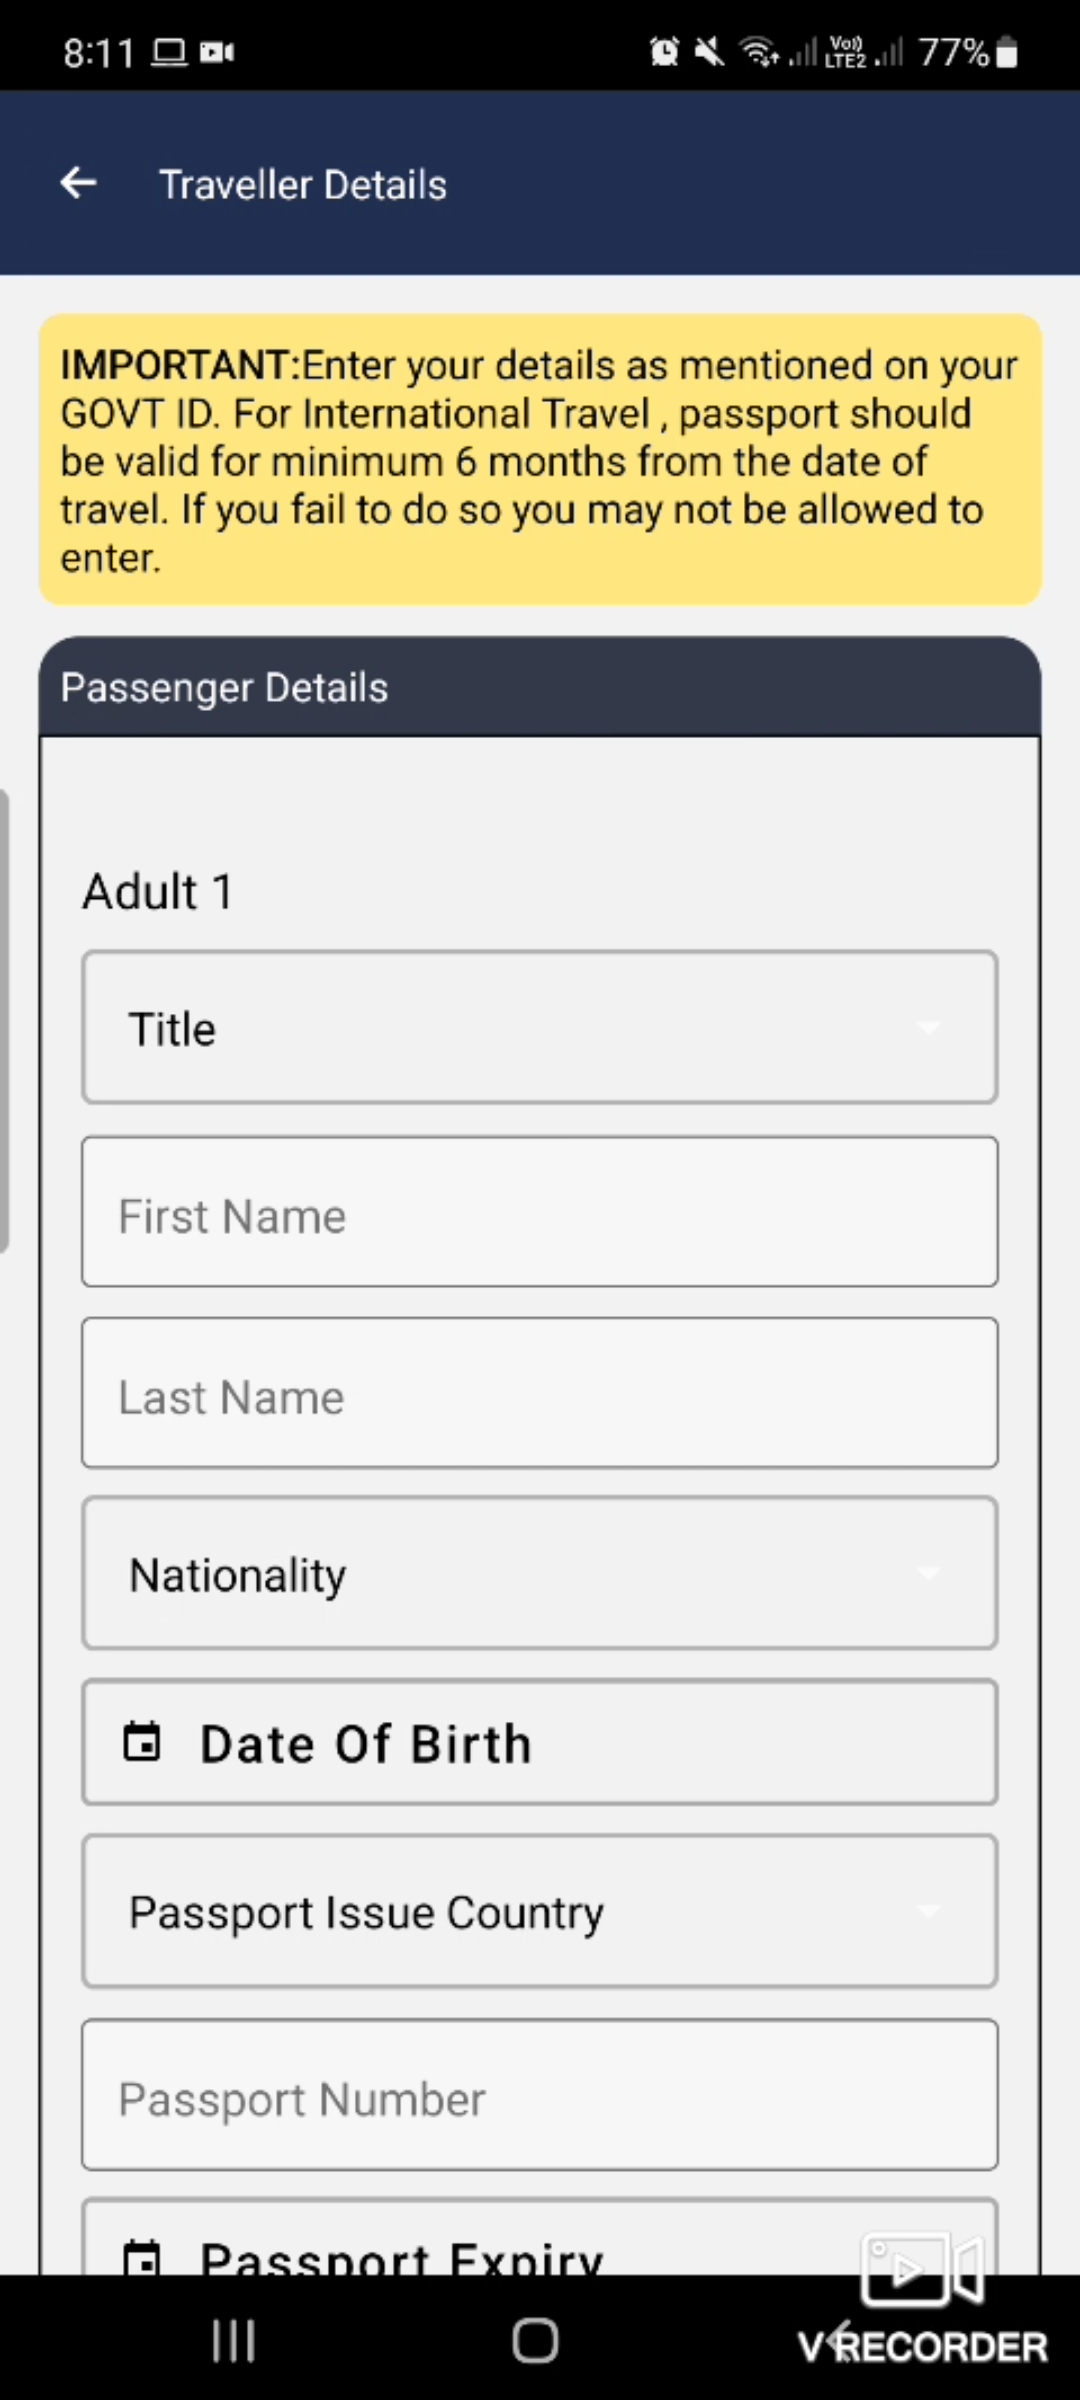 8:11
Vo))
LTE2
77%
Traveller Details
IMPORTANT:Enter your details as mentioned on your
GOVT ID. For International Travel , passport should
be valid for minimum 6 months from the date of
travel. If you fail to do so you may not be allowed to
enter.
Passenger Details
Adult 1
Title
First Name
Last Name
Nationality
Date Of Birth
Passport Issue Country
Passport Number
Passport Expiry
V RECORDER